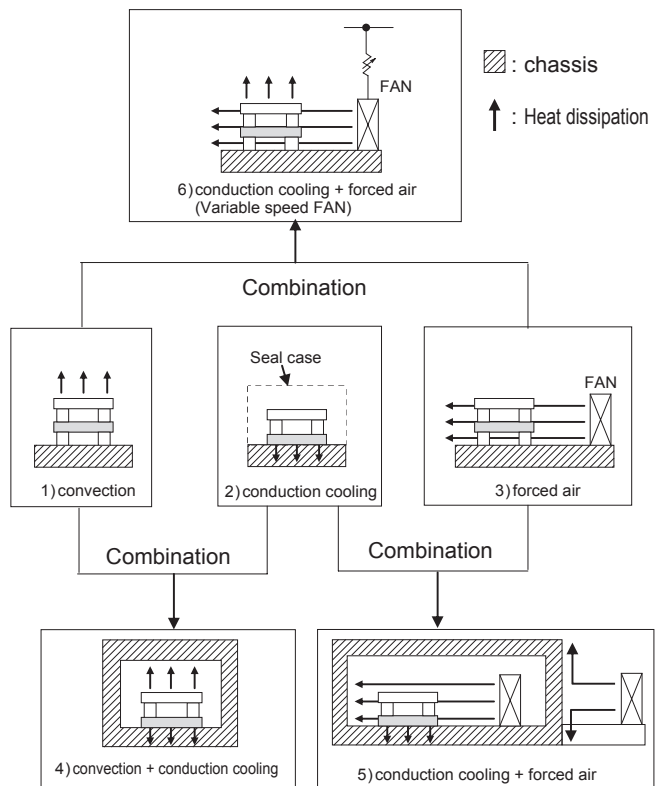 FAN
: chassis
: Heat dissipation
6) conduction cooling + forced air
(Variable speed FAN)
Combination
Seal case
FAN
1) convection
2) conduction cooling
3) forced air
Combination
Combination
4) convection + conduction cooling
5) conduction cooling + forced air